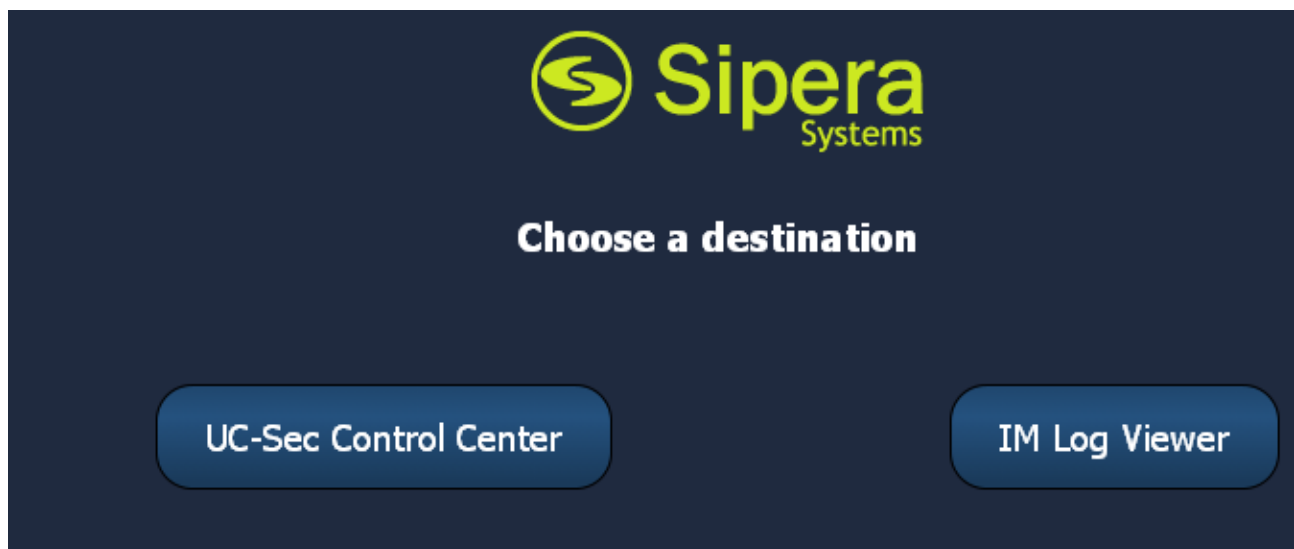 Sipera
Systems
Choose a destination
UC-Sec Control Center
IM Log Viewer